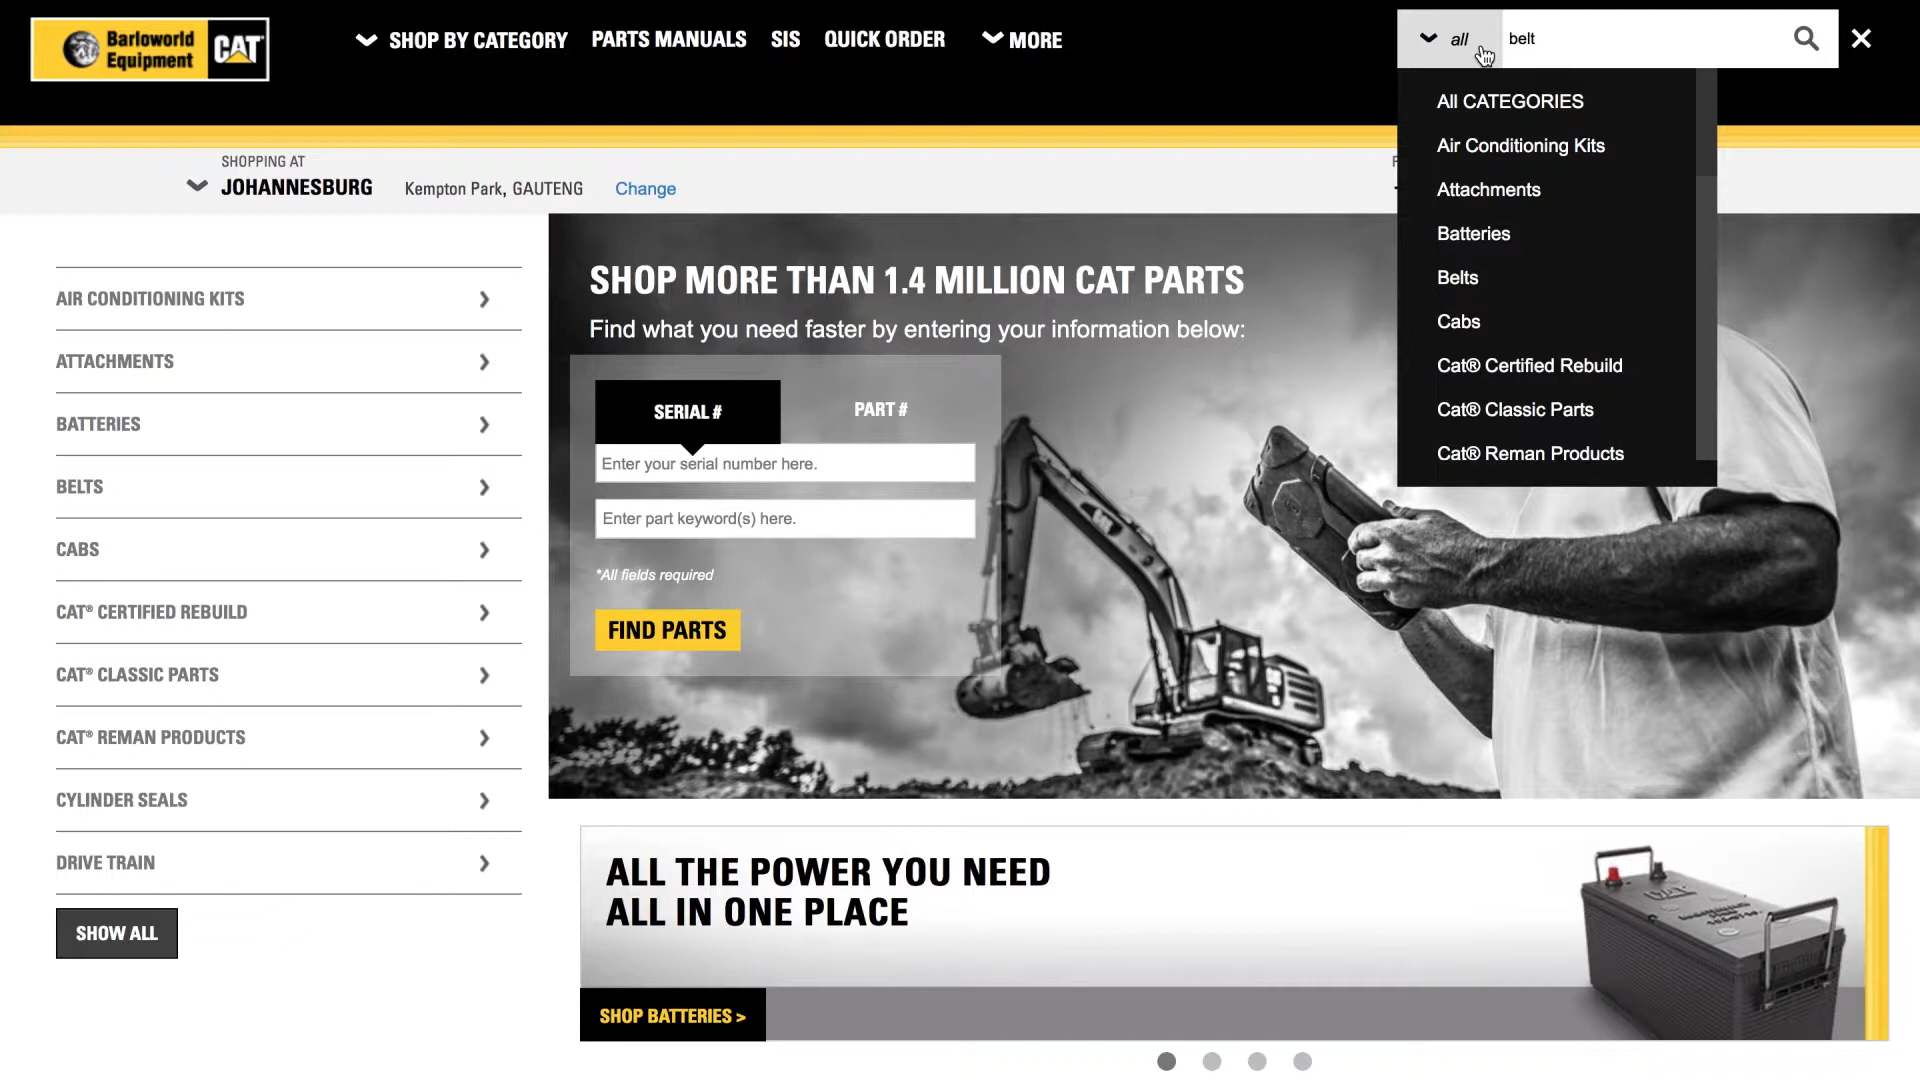 Barloworld
Equipment
CAT
SHOP BY CATEGORY
PARTS MANUALS
SIS
QUICK ORDER
MORE
all
belt
All CATEGORIES
Air Conditioning Kits
Attachments
Batteries
Belts
Cabs
Cat® Certified Rebuild
Cat® Classic Parts
Cat® Reman Products
SHOPPING AT
JOHANNESBURG
Kempton Park, GAUTENG
Change
AIR CONDITIONING KITS
ATTACHMENTS
BATTERIES
BELTS
CABS
CAT® CERTIFIED REBUILD
CAT® CLASSIC PARTS
CAT® REMAN PRODUCTS
CYLINDER SEALS
DRIVE TRAIN
SHOW ALL
SHOP MORE THAN 1.4 MILLION CAT PARTS
Find what you need faster by entering your information below:
SERIAL #
PART #
Enter your serial number here.
Enter part keyword(s) here.
*All fields required
FIND PARTS
ALL THE POWER YOU NEED
ALL IN ONE PLACE
SHOP BATTERIES >
CAT